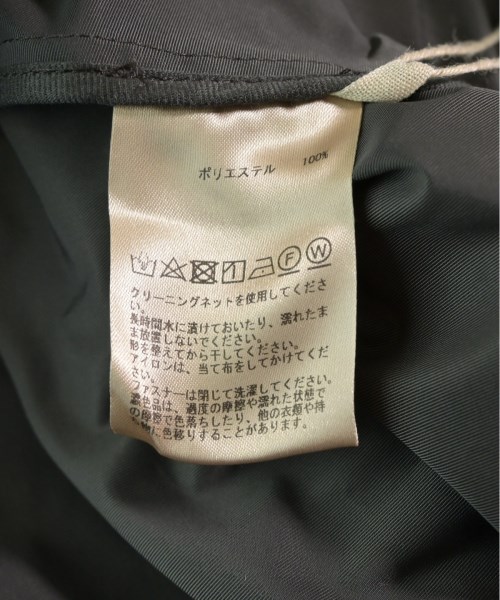 ポリエステル 100%
F W
クリーニングネットを使用してくださ
い。
長時間水に漬けておいたり、濡れたま
ま放置しないでください。
形を整えてから干してください。
アイロンは、当て布をしてかけてくだ
さい。
ファスナーは閉じて洗濯してください。
濃色品は、過度の摩擦や濡れた状態で
の摩擦で色落ちしたり、他の衣類や持
ち物に色移りすることがあります。